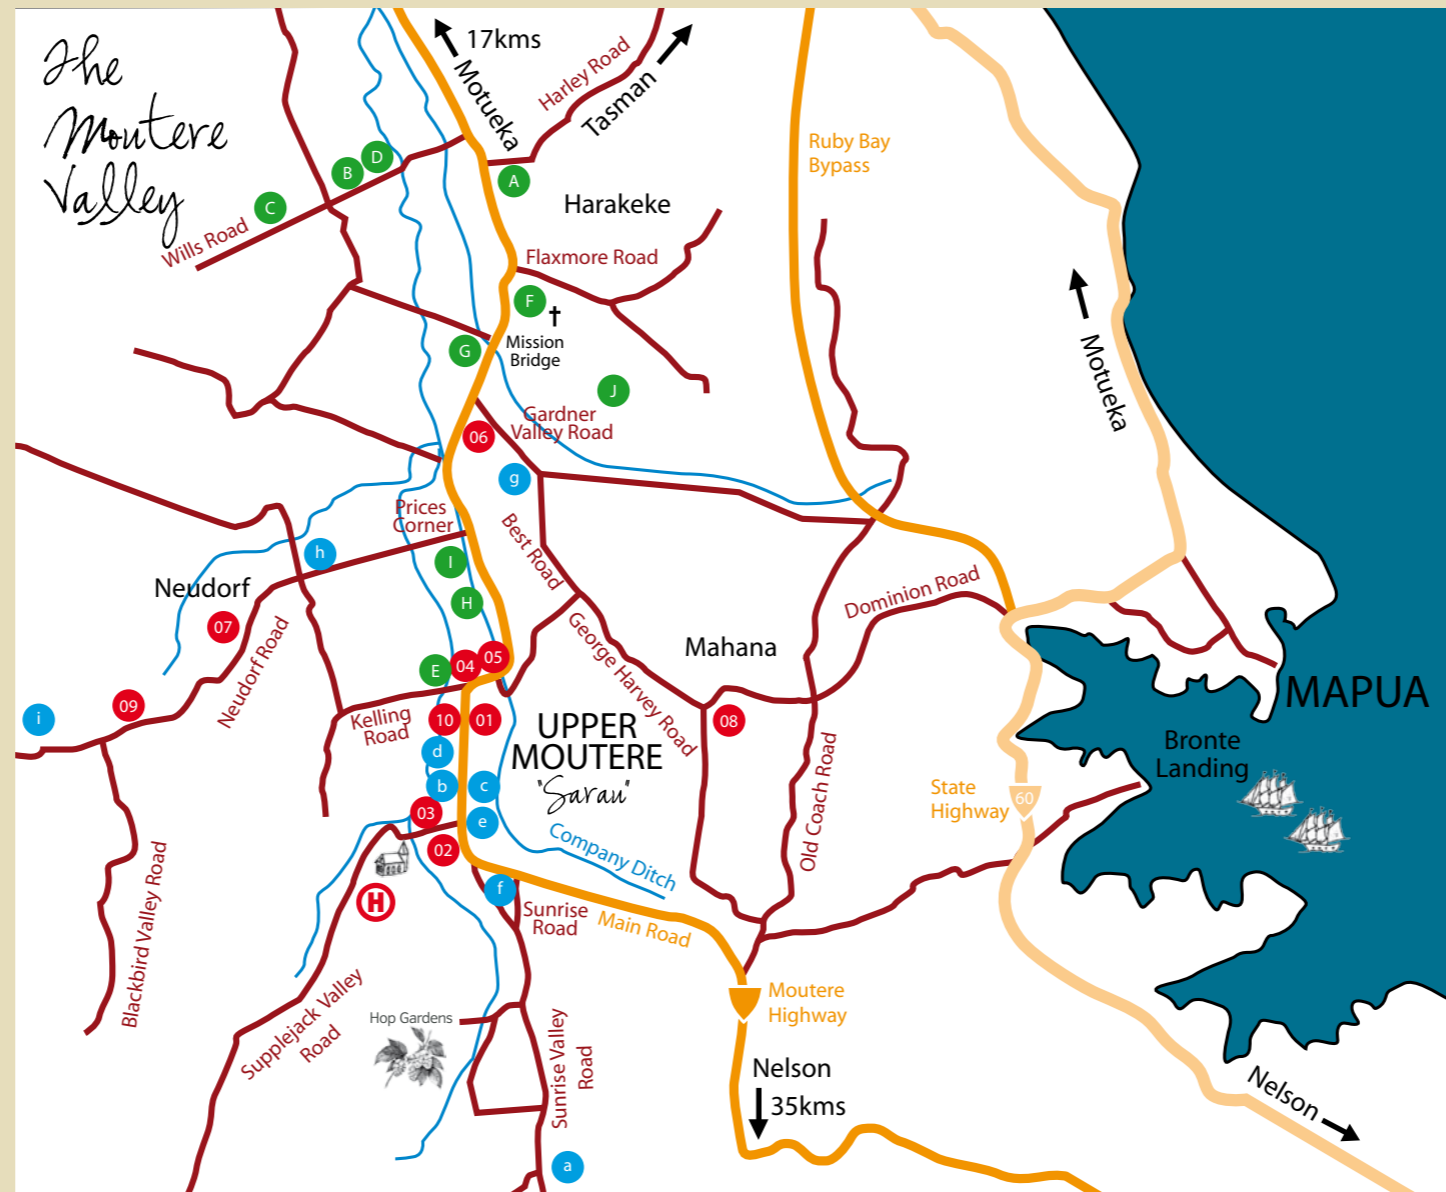 The
Moutere
Valley
17kms
Motueka
Harley Road
Tasman
Ruby Bay
Bypass
D
B
A
C
Harakeke
Wills Road
Flaxmore Road
F
Mission
Bridge
G
Motueka
J
Gardner
Valley Road
06
g
Prices
Corner
Best Road
h
I
Neudorf
H
Dominion Road
07
George Harvey Road
Mahana
Neudorf Road
05
04
E
MAPUA
09
i
Kelling
Road
10
01
UPPER
MOUTERE
"Sarau"
08
d
Bronte
Landing
b
c
Old Coach Road
State
Highway
60
03
e
Company Ditch
02
f
H
Sunrise
Road
Main Road
Blackbird Valley Road
Supplejack Valley
Road
Moutere
Highway
Hop Gardens
Sunrise Valley
Road
Nelson
35kms
Nelson
a